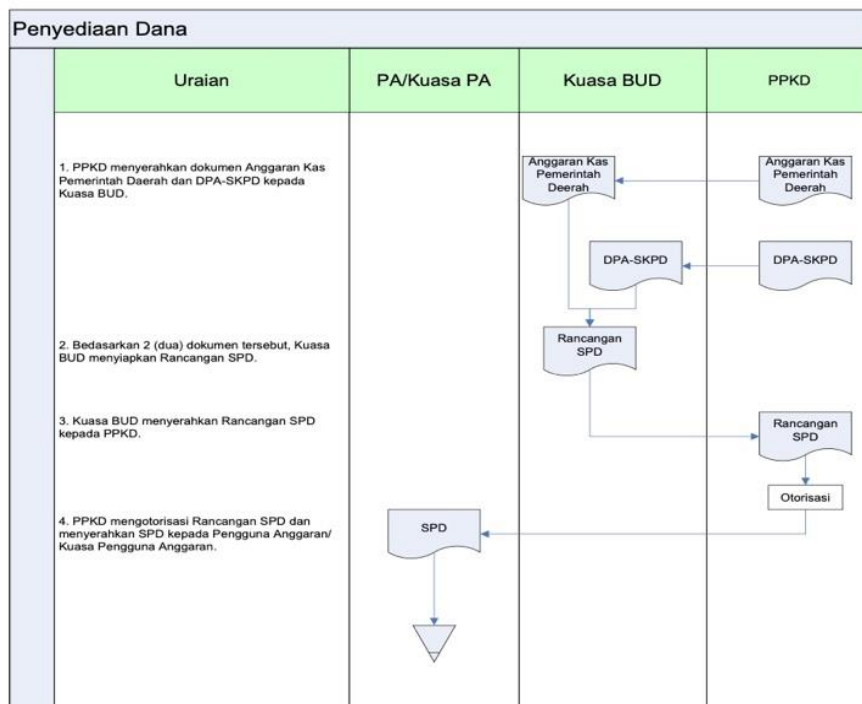 Penyediaan Dana
Uraian
PA/Kuasa PA
Kuasa BUD
PPKD
1. PPKD menyerahkan dokumen Anggaran Kas
Pemerintah Daerah dan DPA-SKPD kepada
Kuasa BUD.
Anggaran Kas
Pemerintah
Deerah
Anggaran Kas
Pemerintah
Deerah
DPA-SKPD
DPA-SKPD
2. Bedasarkan 2 (dua) dokumen tersebut, Kuasa
BUD menyiapkan Rancangan SPD.
Rancangan
SPD
3. Kuasa BUD menyerahkan Rancangan SPD
kepada PPKD.
Rancangan
SPD
Otorisasi
4. PPKD mengotorisasi Rancangan SPD dan
menyerahkan SPD kepada Pengguna Anggaran/
Kuasa Pengguna Anggaran.
SPD